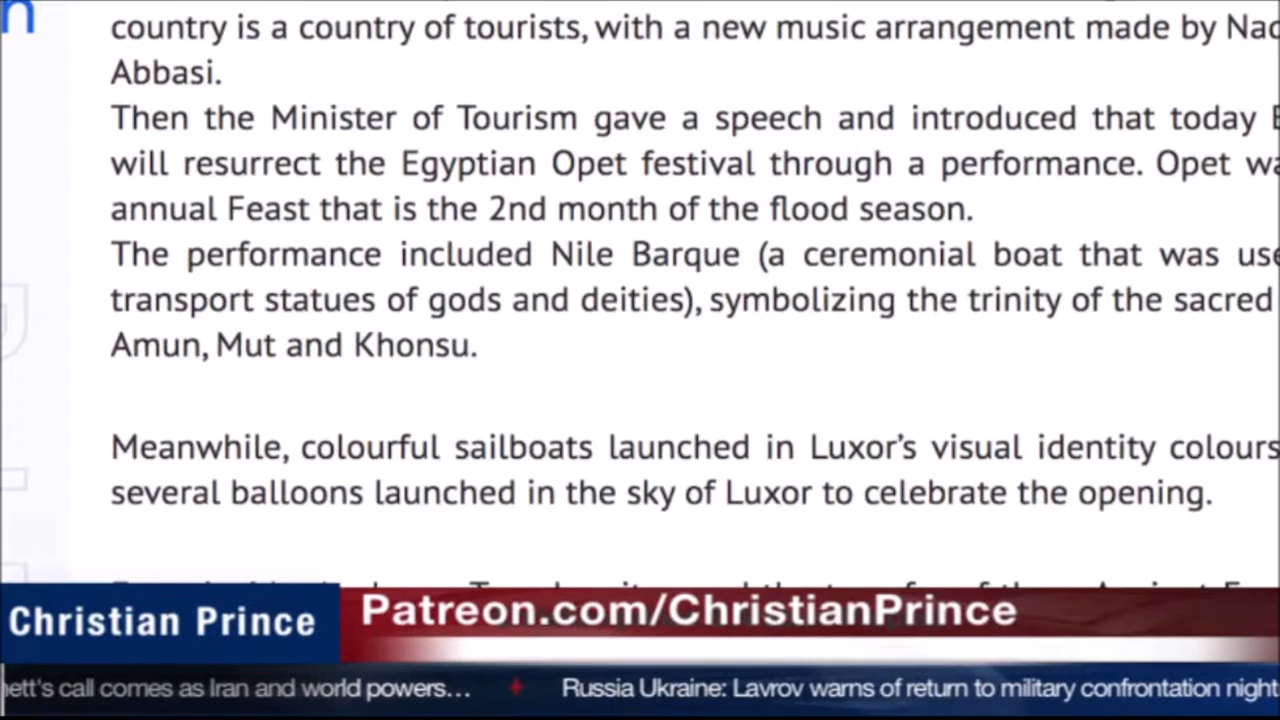 country is a country of tourists, with a new music arrangement made by
Abbasi.
Then the Minister of Tourism gave a speech and introduced that today
will resurrect the Egyptian Opet festival through a performance. Opet
annual Feast that is the 2nd month of the flood season.
The performance included Nile Barque (a ceremonial boat that was
transport statues of gods and deities), symbolizing the trinity of the sacred
Amun, Mut and Khonsu.
Meanwhile, colourful sailboats launched in Luxor's visual identity colours
several balloons launched in the sky of Luxor to celebrate the opening.
Christian Prince
Patreon.com/ChristianPrince
call comes as Iran and world powers...
Russia Ukraine: Lavrov warns of return to military confrontation night